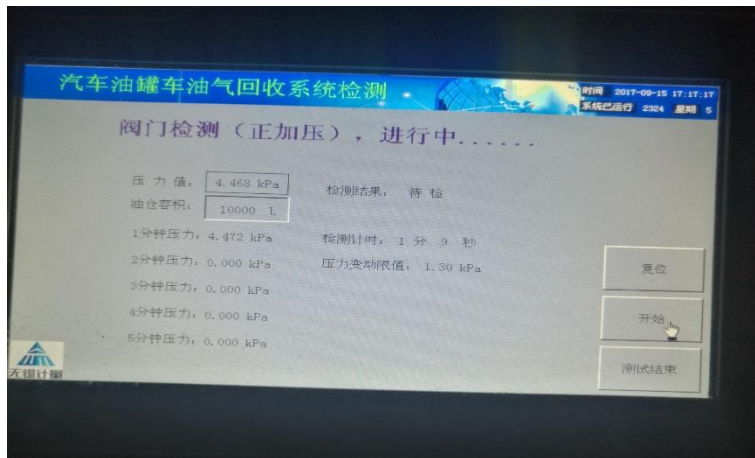 汽车油罐车油气回收系统检测
时间 2017-09-15 17:17:17
系统已运行 2324 星期 5
阀门检测（正加压），进行中......
压力值： 4.468 kPa
检测结果： 待检
油仓容积： 10000 L
1分钟压力： 4.472 kPa
检测计时： 1 分 9 秒
2分钟压力： 0.000 kPa
压力变动限值： 1.30 kPa
3分钟压力： 0.000 kPa
4分钟压力： 0.000 kPa
5分钟压力： 0.000 kPa
复位
开始
测试结束
无锡计量